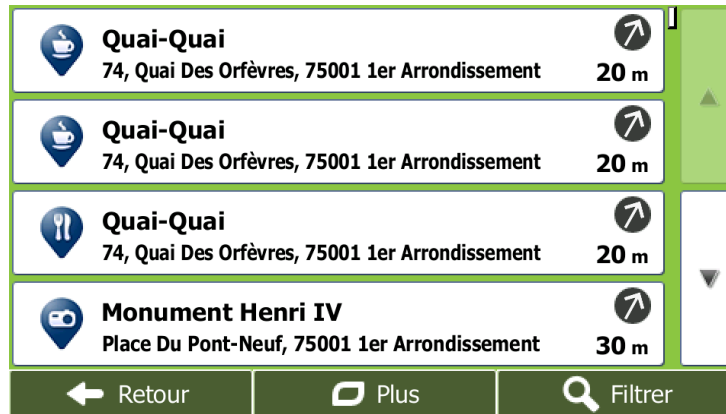 Quai-Quai
74, Quai Des Orfèvres, 75001 1er Arrondissement
20 m
Quai-Quai
74, Quai Des Orfèvres, 75001 1er Arrondissement
20 m
Quai-Quai
74, Quai Des Orfèvres, 75001 1er Arrondissement
20 m
Monument Henri IV
Place Du Pont-Neuf, 75001 1er Arrondissement
30 m
Retour
Plus
Filtrer